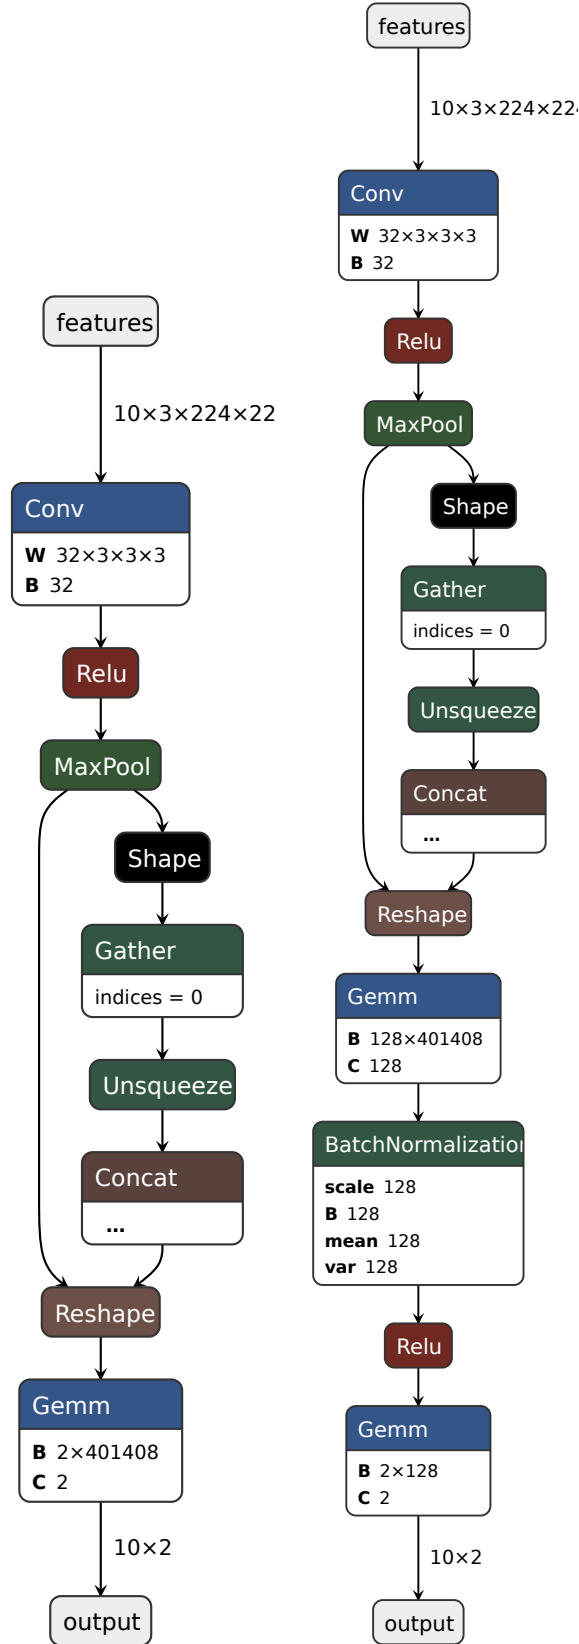 features
10×3×224×22
Conv
W 32×3×3×3
B 32
Relu
MaxPool
Shape
Gather
indices = 0
Unsqueeze
Concat
...
Reshape
Gemm
B 2×401408
C 2
10×2
output
features
10×3×224×224
Conv
W 32×3×3×3
B 32
Relu
MaxPool
Shape
Gather
indices = 0
Unsqueeze
Concat
...
Reshape
Gemm
B 128×401408
C 128
BatchNormalization
scale 128
B 128
mean 128
var 128
Relu
Gemm
B 2×128
C 2
10×2
output